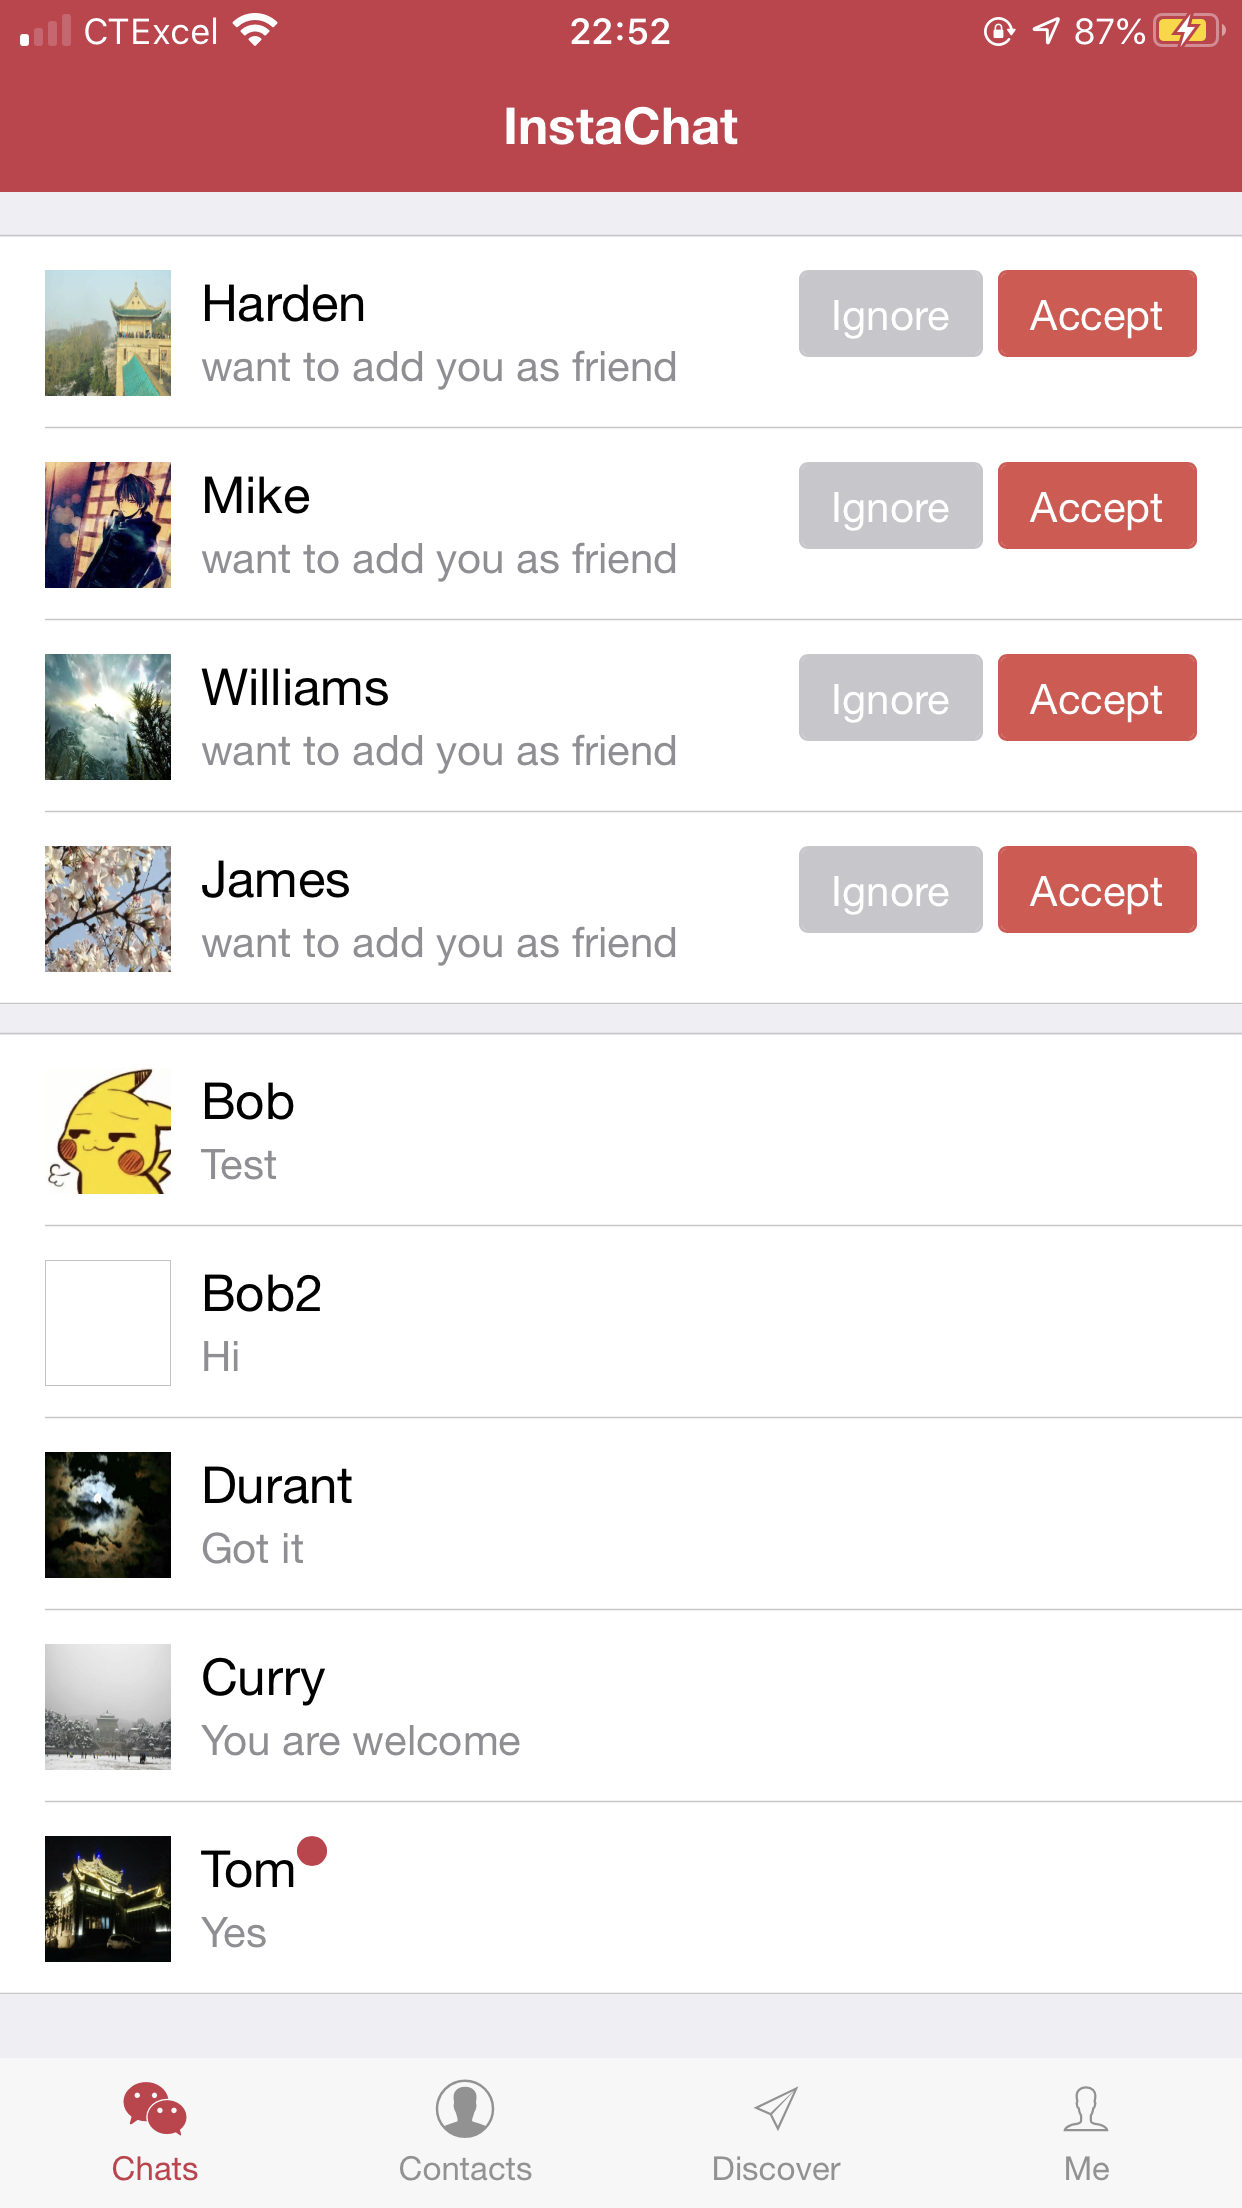 CTExcel 22:52 87%
InstaChat
Harden
want to add you as friend
Ignore Accept
Mike
want to add you as friend
Ignore Accept
Williams
want to add you as friend
Ignore Accept
James
want to add you as friend
Ignore Accept
Bob
Test
Bob2
Hi
Durant
Got it
Curry
You are welcome
Tom
Yes
Chats Contacts Discover Me